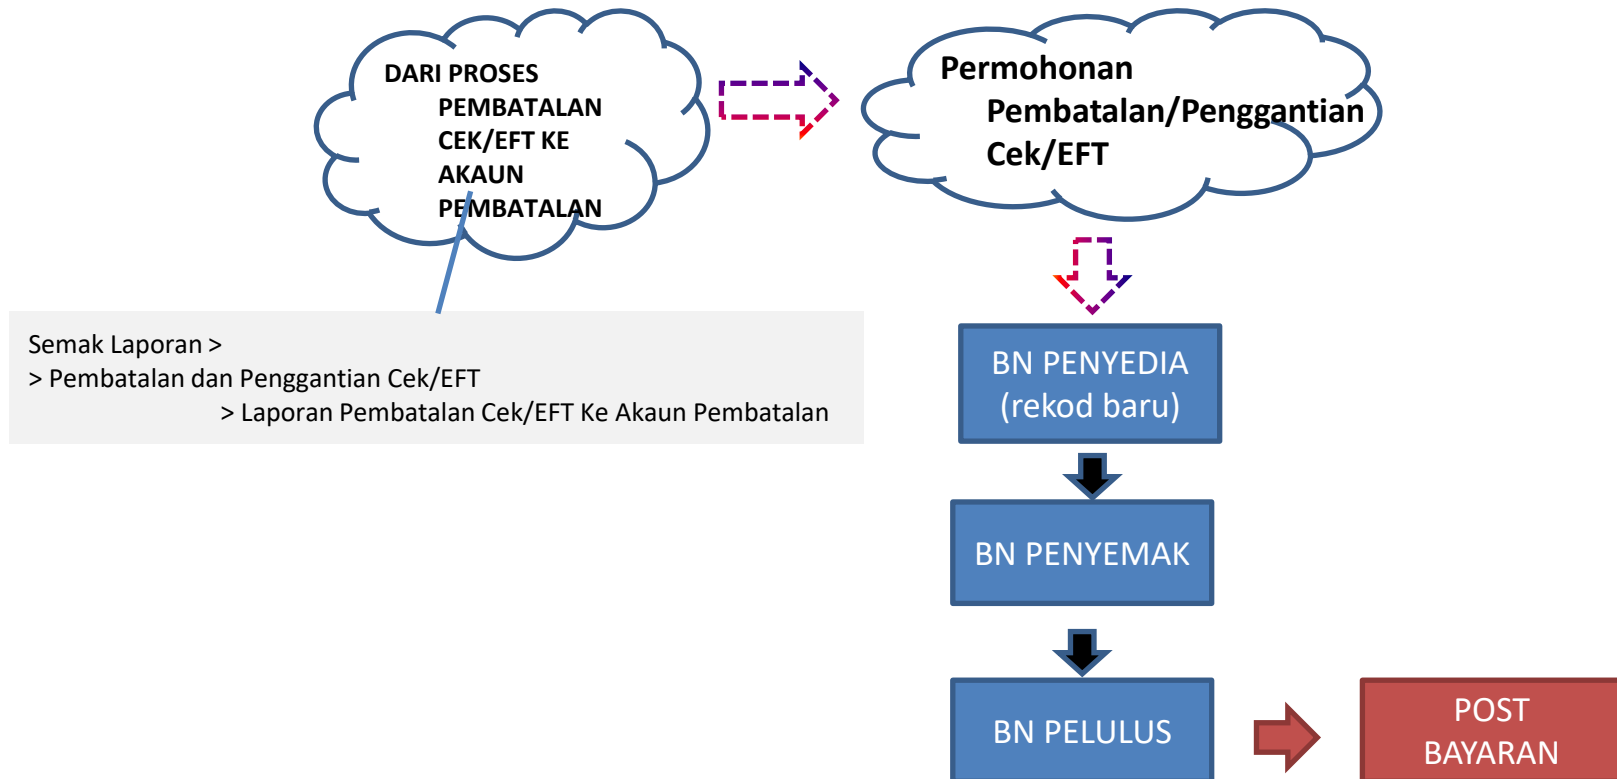 DARI PROSES
PEMBATALAN
CEK/EFT KE
AKAUN
PEMBATALAN
Permohonan
Pembatalan/Penggantian
Cek/EFT
Semak Laporan >
> Pembatalan dan Penggantian Cek/EFT
> Laporan Pembatalan Cek/EFT Ke Akaun Pembatalan
BN PENYEDIA
(rekod baru)
BN PENYEMAK
BN PELULUS
POST
BAYARAN